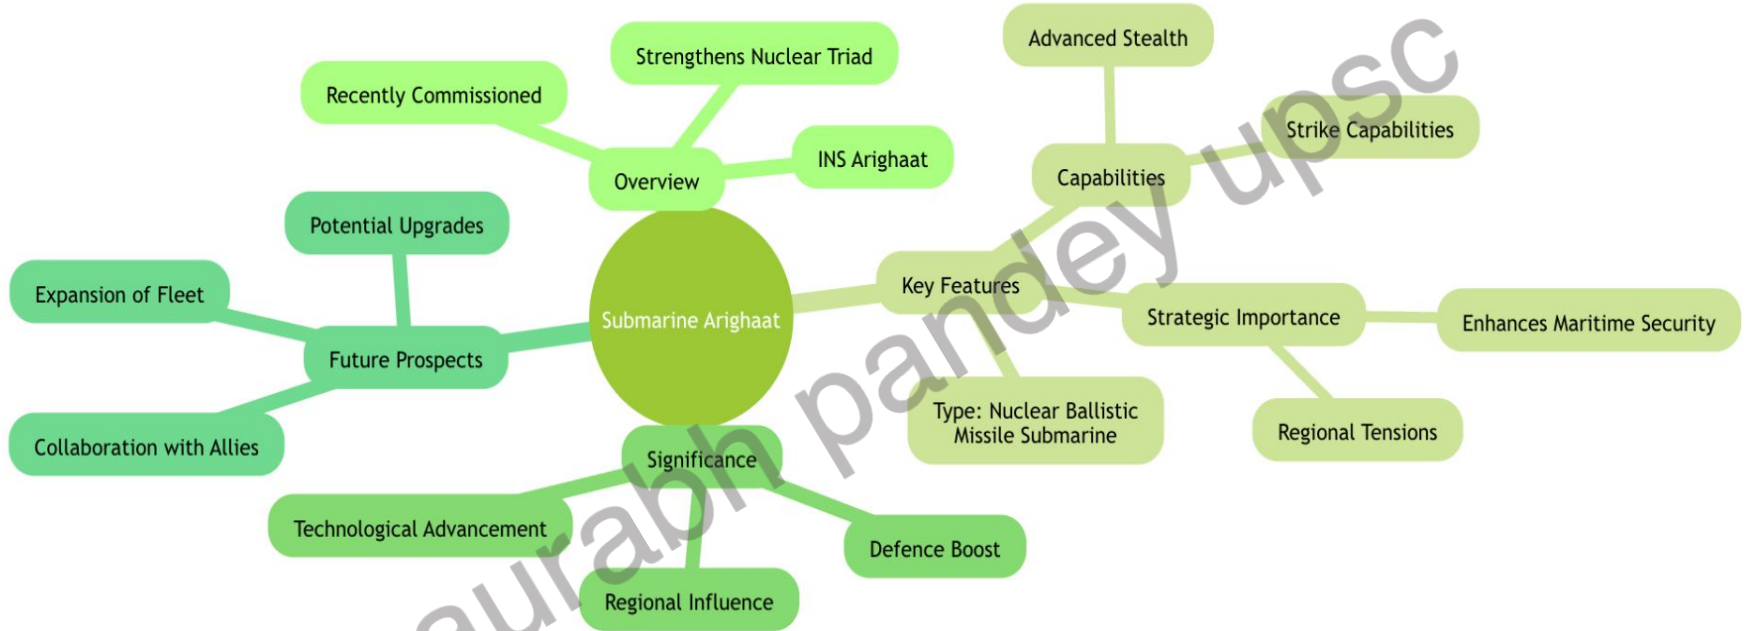 Advanced Stealth
Strengthens Nuclear Triad
Recently Commissioned
Strike Capabilities
INS Arighaat
Capabilities
Overview
Potential Upgrades
Key Features
Expansion of Fleet
Submarine Arighaat
Strategic Importance
Enhances Maritime Security
Future Prospects
Type: Nuclear Ballistic
Missile Submarine
Regional Tensions
Collaboration with Allies
Significance
Technological Advancement
Defence Boost
Regional Influence
aurabh pandey upsc